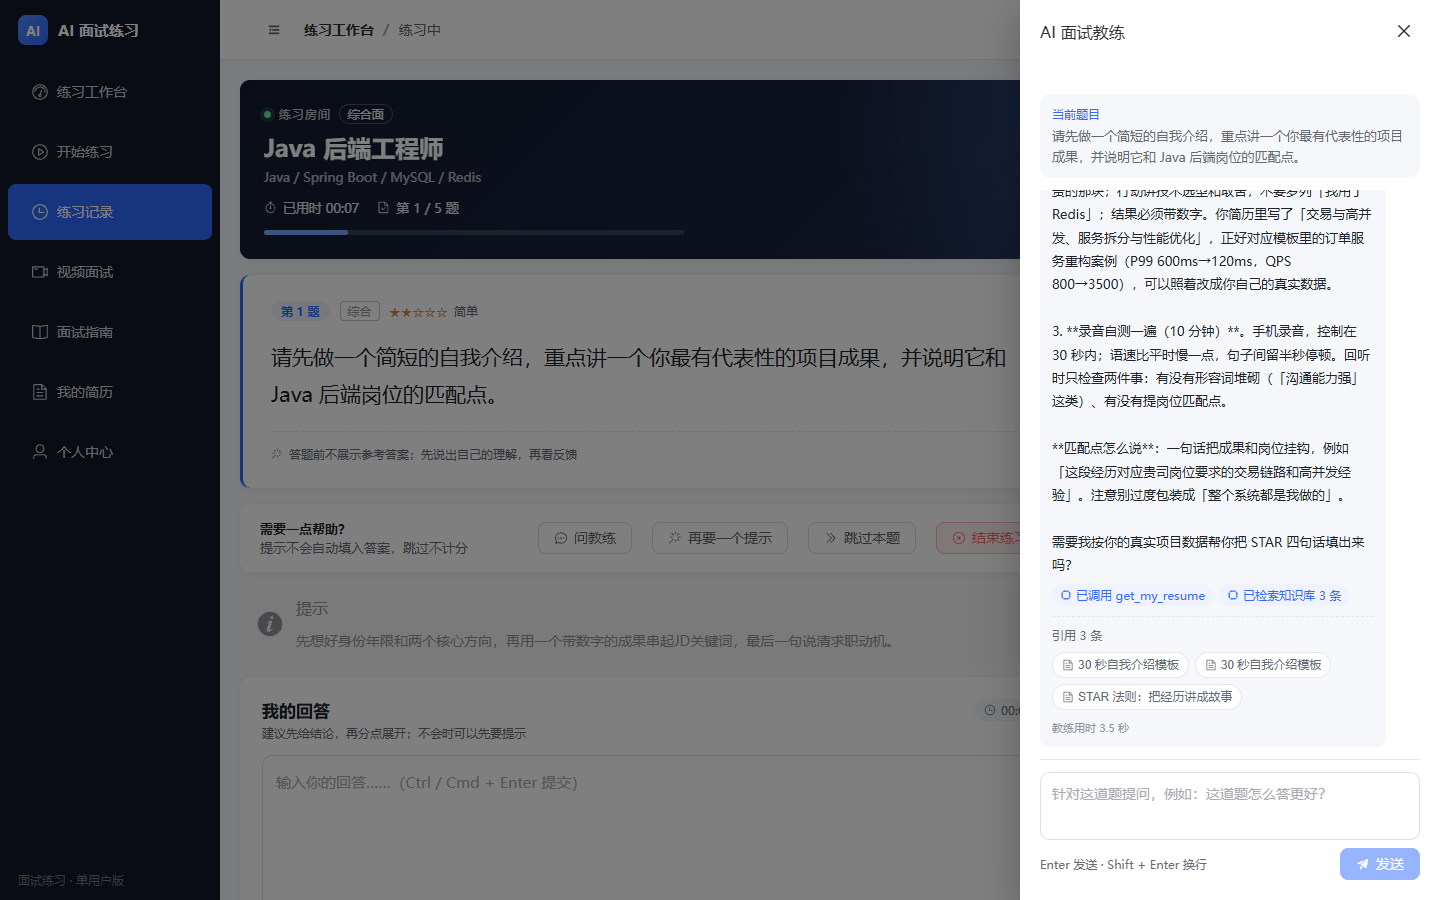 AI
AI 面试练习
练习工作台
开始练习
练习记录
视频面试
面试指南
我的简历
个人中心
面试练习 · 单用户版
练习工作台 / 练习中
练习房间 综合面
Java 后端工程师
Java / Spring Boot / MySQL / Redis
已用时 00:07 第 1 / 5 题
第 1 题 综合 ★★☆☆☆ 简单
请先做一个简短的自我介绍，重点讲一个你最有代表性的项目成果，并说明它和
Java 后端岗位的匹配点。
答题前不展示参考答案；先说出自己的理解，再看反馈
需要一点帮助？
提示不会自动填入答案，跳过不计分
问教练
再要一个提示
跳过本题
结束练习
提示
先想好身份年限和两个核心方向，再用一个带数字的成果串起JD关键词，最后一句说清求职动机。
我的回答
建议先给结论，再分点展开；不会时可以先要提示
输入你的回答……（Ctrl / Cmd + Enter 提交）
AI 面试教练
当前题目
请先做一个简短的自我介绍，重点讲一个你最有代表性的项目
成果，并说明它和 Java 后端岗位的匹配点。
责的那块；行动讲技术选型和取舍，不要罗列「我用了
Redis」；结果必须带数字。你简历里写了「交易与高并
发、服务拆分与性能优化」，正好对应模板里的订单服
务重构案例（P99 600ms→120ms，QPS
800→3500），可以照着改成你自己的真实数据。
3. **录音自测一遍（10 分钟）**。手机录音，控制在
30 秒内；语速比平时慢一点，句子间留半秒停顿。回听
时只检查两件事：有没有形容词堆砌（「沟通能力强」
这类）、有没有提岗位匹配点。
**匹配点怎么说**：一句话把成果和岗位挂钩，例如
「这段经历对应贵司岗位要求的交易链路和高并发经
验」。注意别过度包装成「整个系统都是我做的」。
需要我按你的真实项目数据帮你把 STAR 四句话填出来
吗？
已调用 get_my_resume 已检索知识库 3 条
引用 3 条
30 秒自我介绍模板 30 秒自我介绍模板
STAR 法则：把经历讲成故事
教练用时 3.5 秒
针对这道题提问，例如：这道题怎么答更好？
Enter 发送 · Shift + Enter 换行
发送